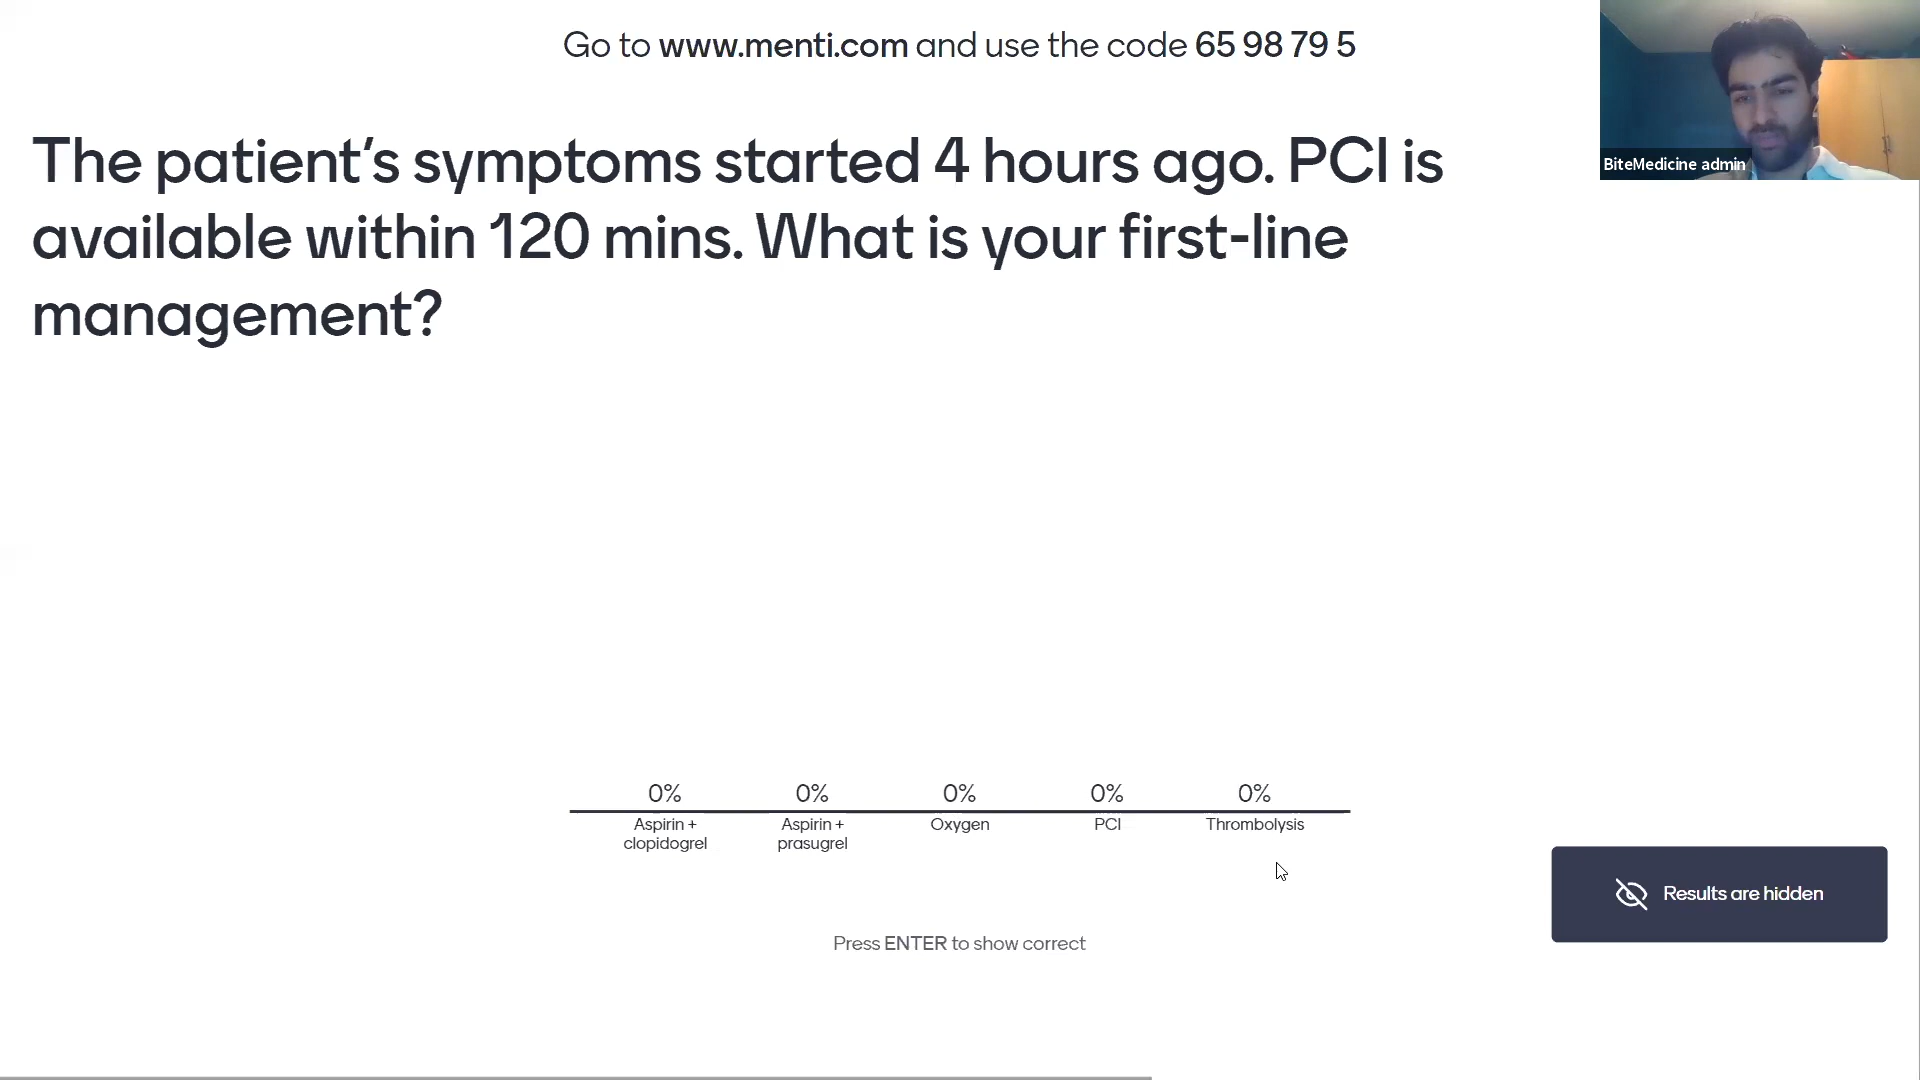 Go to www.menti.com and use the code 65 98 79 5
BiteMedicine admin
The patient’s symptoms started 4 hours ago. PCI is
available within 120 mins. What is your first-line
management?
0% 0% 0% 0% 0%
Aspirin +
clopidogrel
Aspirin +
prasugrel
Oxygen
PCI
Thrombolysis
Results are hidden
Press ENTER to show correct